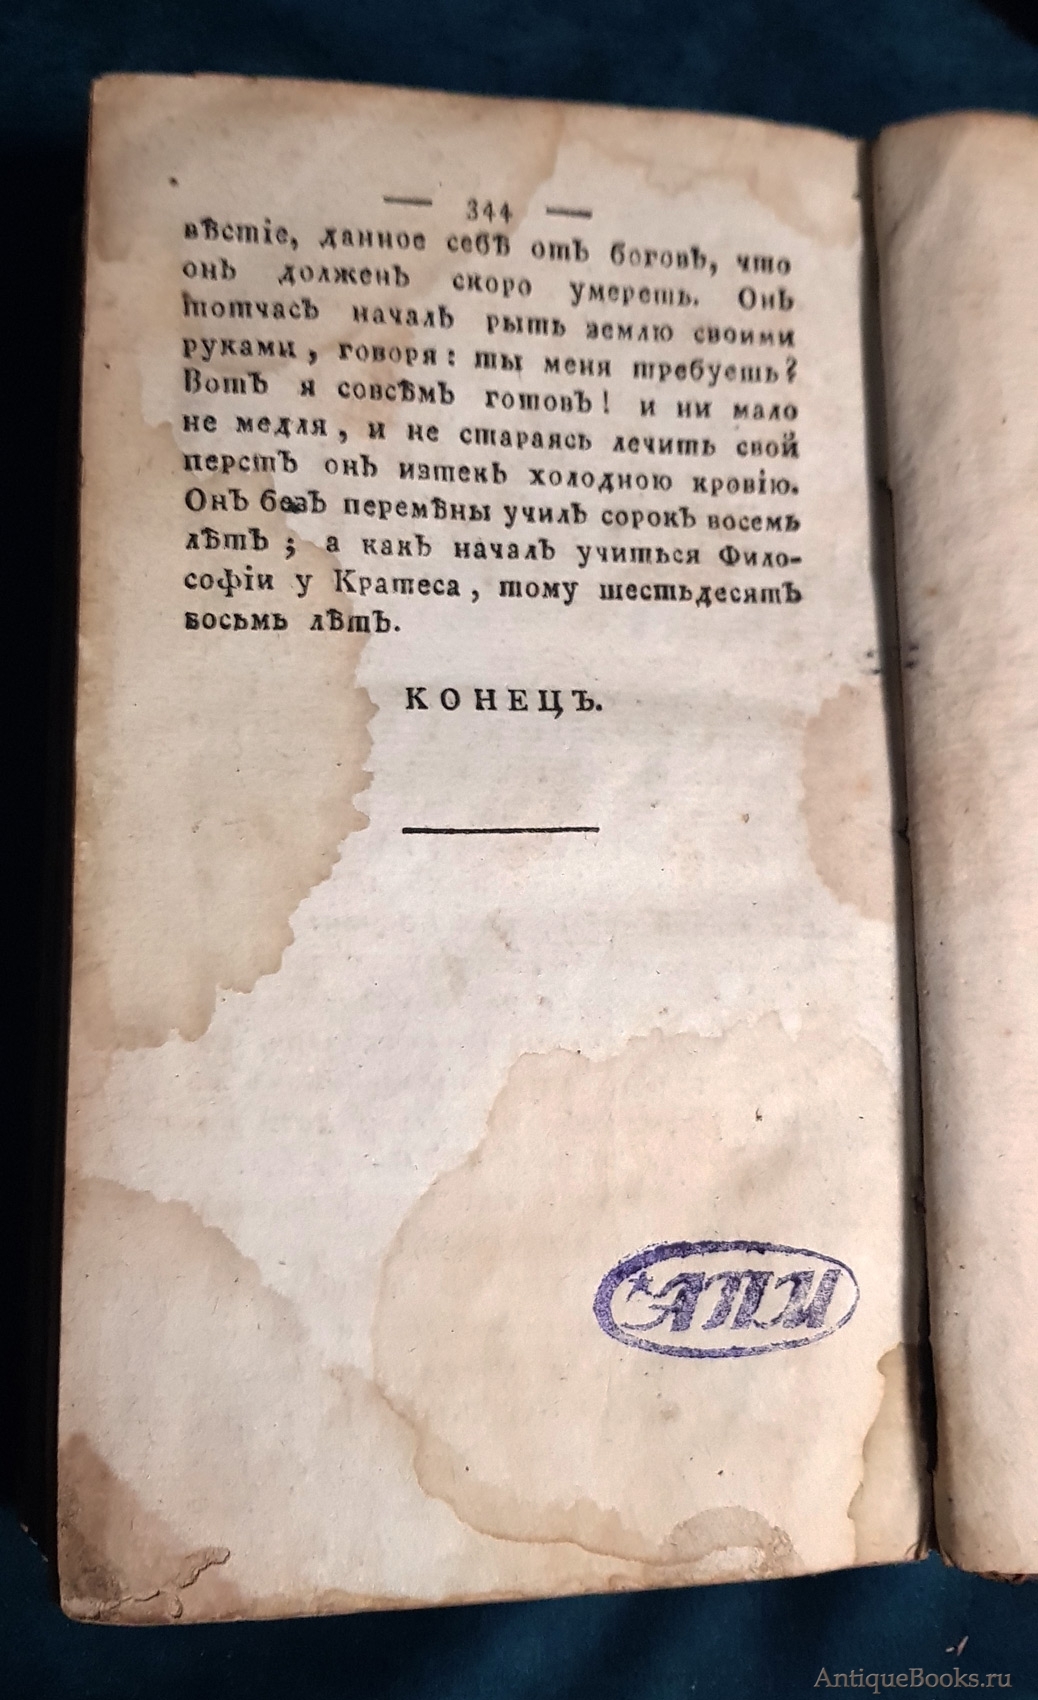 — 344 —
вѣстіе, данное себѣ отъ боговъ, что
онъ долженъ скоро умереть. Онъ
тотчасъ началъ рыть землю своими
руками, говоря: ты меня требуешь?
Вотъ я совсѣмъ готовъ! и ни мало
не медля, и не стараясь лечить свой
перстъ онъ изтекъ холодною кровію.
Онъ безъ перемѣны училъ сорокъ восемь
лѣтъ; а какъ началъ учиться Фило-
софіи у Кратеса, тому шестьдесятъ
восьмь лѣтъ.
КОНЕЦЪ.
АПИ
AntiqueBooks.ru